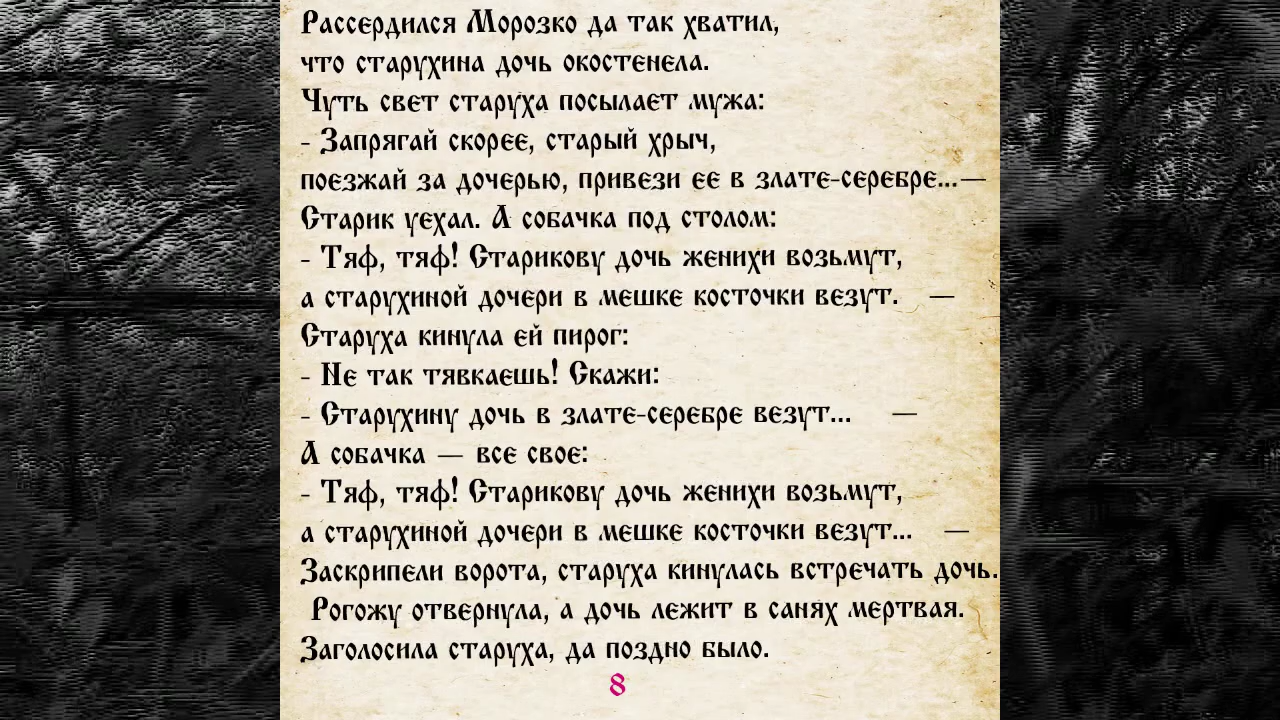 Рассердился Морозко да так хватил,
что старухина дочь окостенела.
Чуть свет старуха посылает мужа:
- Запрягай скорее, старый хрыч,
поезжай за дочерью, привези ее в злате-серебре...—
Старик уехал. А собачка под столом:
- Тяф, тяф! Старикову дочь женихи возьмут,
а старухиной дочери в мешке косточки везут. —
Старуха кинула ей пирог:
- Не так тявкаешь! Скажи:
- Старухину дочь в злате-серебре везут... —
А собачка — все свое:
- Тяф, тяф! Старикову дочь женихи возьмут,
а старухиной дочери в мешке косточки везут... —
Заскрипели ворота, старуха кинулась встречать дочь.
Рогожу отвернула, а дочь лежит в санях мертвая.
Заголосила старуха, да поздно было.
8